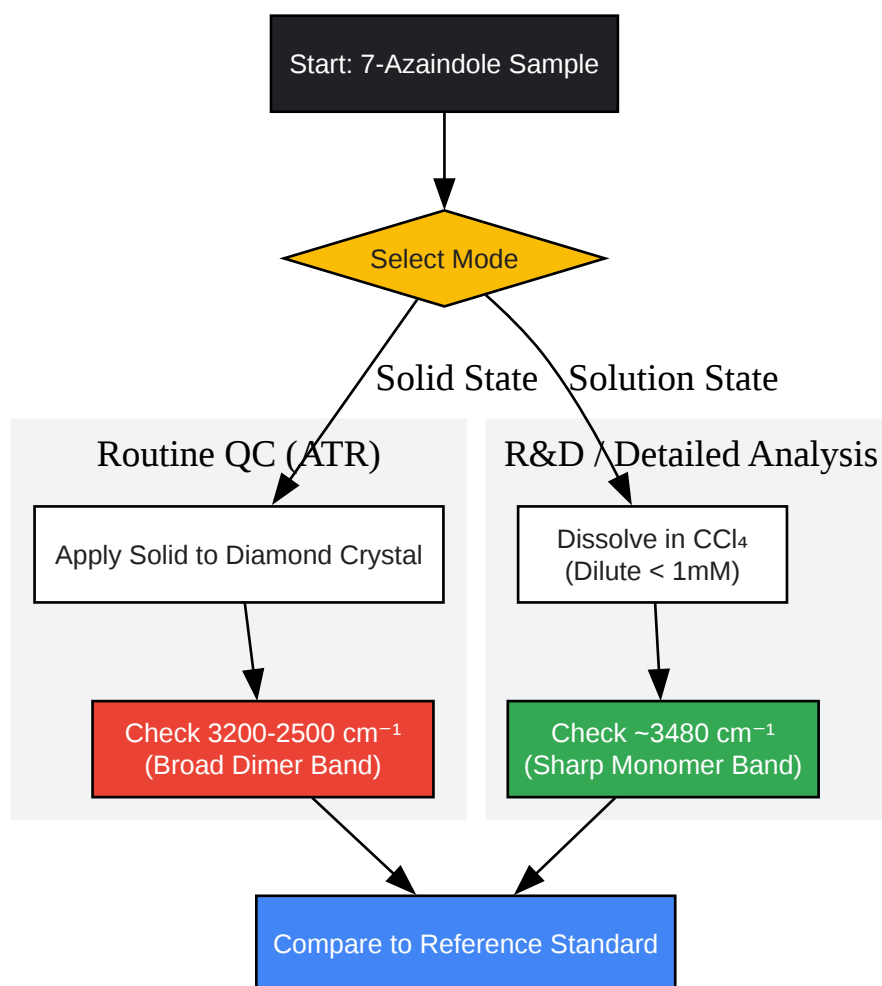 Start: 7-Azaindole Sample
Select Mode
Solid State
Solution State
Routine QC (ATR)
R&D / Detailed Analysis
Apply Solid to Diamond Crystal
Dissolve in CCl₄
(Dilute < 1mM)
Check 3200-2500 cm⁻¹
(Broad Dimer Band)
Check ~3480 cm⁻¹
(Sharp Monomer Band)
Compare to Reference Standard